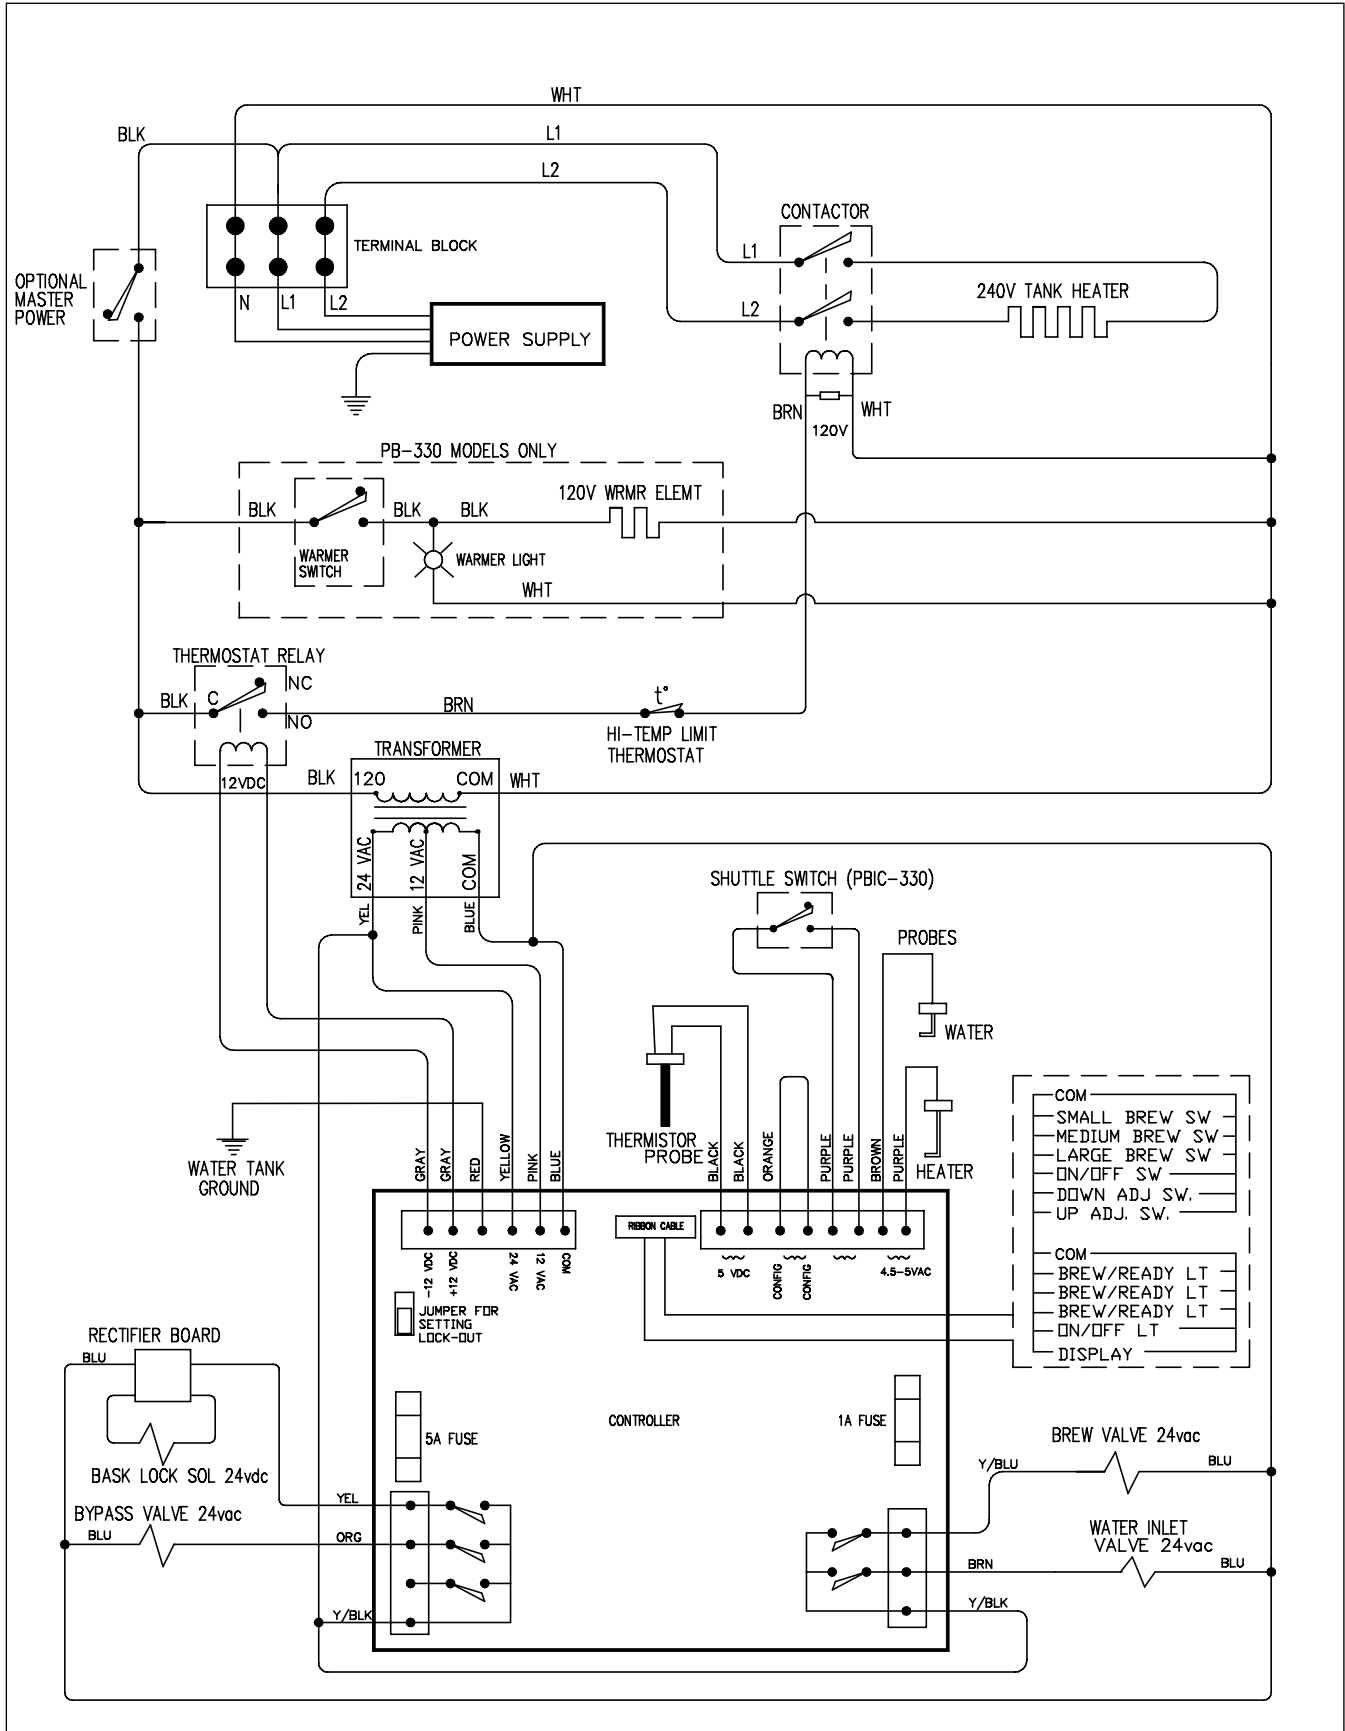 WHT
BLK
L1
L2
CONTACTOR
TERMINAL BLOCK
L1
OPTIONAL
MASTER
POWER
240V TANK HEATER
N
L1
L2
L2
POWER SUPPLY
BRN
WHT
120V
PB-330 MODELS ONLY
120V WRMR ELEMT
BLK
BLK
BLK
WARMER
SWITCH
WARMER LIGHT
WHT
THERMOSTAT RELAY
NC
BLK
C
NO
BRN
t°
HI-TEMP LIMIT
THERMOSTAT
TRANSFORMER
12VDC
BLK
120
COM
WHT
24 VAC
12 VAC
COM
YEL
PINK
BLUE
SHUTTLE SWITCH (PBIC-330)
PROBES
WATER
HEATER
THERMISTOR
PROBE
WATER TANK
GROUND
GRAY
GRAY
RED
YELLOW
PINK
BLUE
BLACK
BLACK
ORANGE
PURPLE
PURPLE
BROWN
PURPLE
COM
SMALL BREW SW
MEDIUM BREW SW
LARGE BREW SW
ON/OFF SW
DOWN ADJ SW.
UP ADJ. SW.
COM
BREW/READY LT
BREW/READY LT
BREW/READY LT
ON/OFF LT
DISPLAY
RIBBON CABLE
-12 VDC
+12 VDC
24 VAC
12 VAC
COM
5 VDC
CONFIG
CONFIG
4.5-5VAC
JUMPER FOR
SETTING
LOCK-OUT
RECTIFIER BOARD
BLU
BASK LOCK SOL 24vdc
5A FUSE
CONTROLLER
1A FUSE
BREW VALVE 24vac
Y/BLU
BLU
YEL
BYPASS VALVE 24vac
BLU
ORG
WATER INLET
VALVE 24vac
BRN
BLU
Y/BLK
Y/BLK